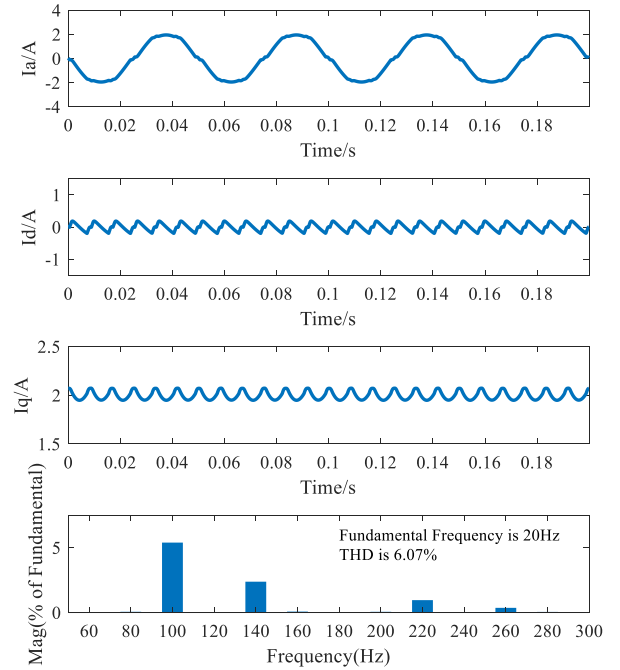 4
2
0
-2
-4
Ia/A
0 0.02 0.04 0.06 0.08 0.1 0.12 0.14 0.16 0.18
Time/s
1
0
-1
Id/A
0 0.02 0.04 0.06 0.08 0.1 0.12 0.14 0.16 0.18
Time/s
2.5
2
1.5
Iq/A
0 0.02 0.04 0.06 0.08 0.1 0.12 0.14 0.16 0.18
Time/s
Mag(% of Fundamental)
5
0
Fundamental Frequency is 20Hz
THD is 6.07%
60 80 100 120 140 160 180 200 220 240 260 280 300
Frequency(Hz)